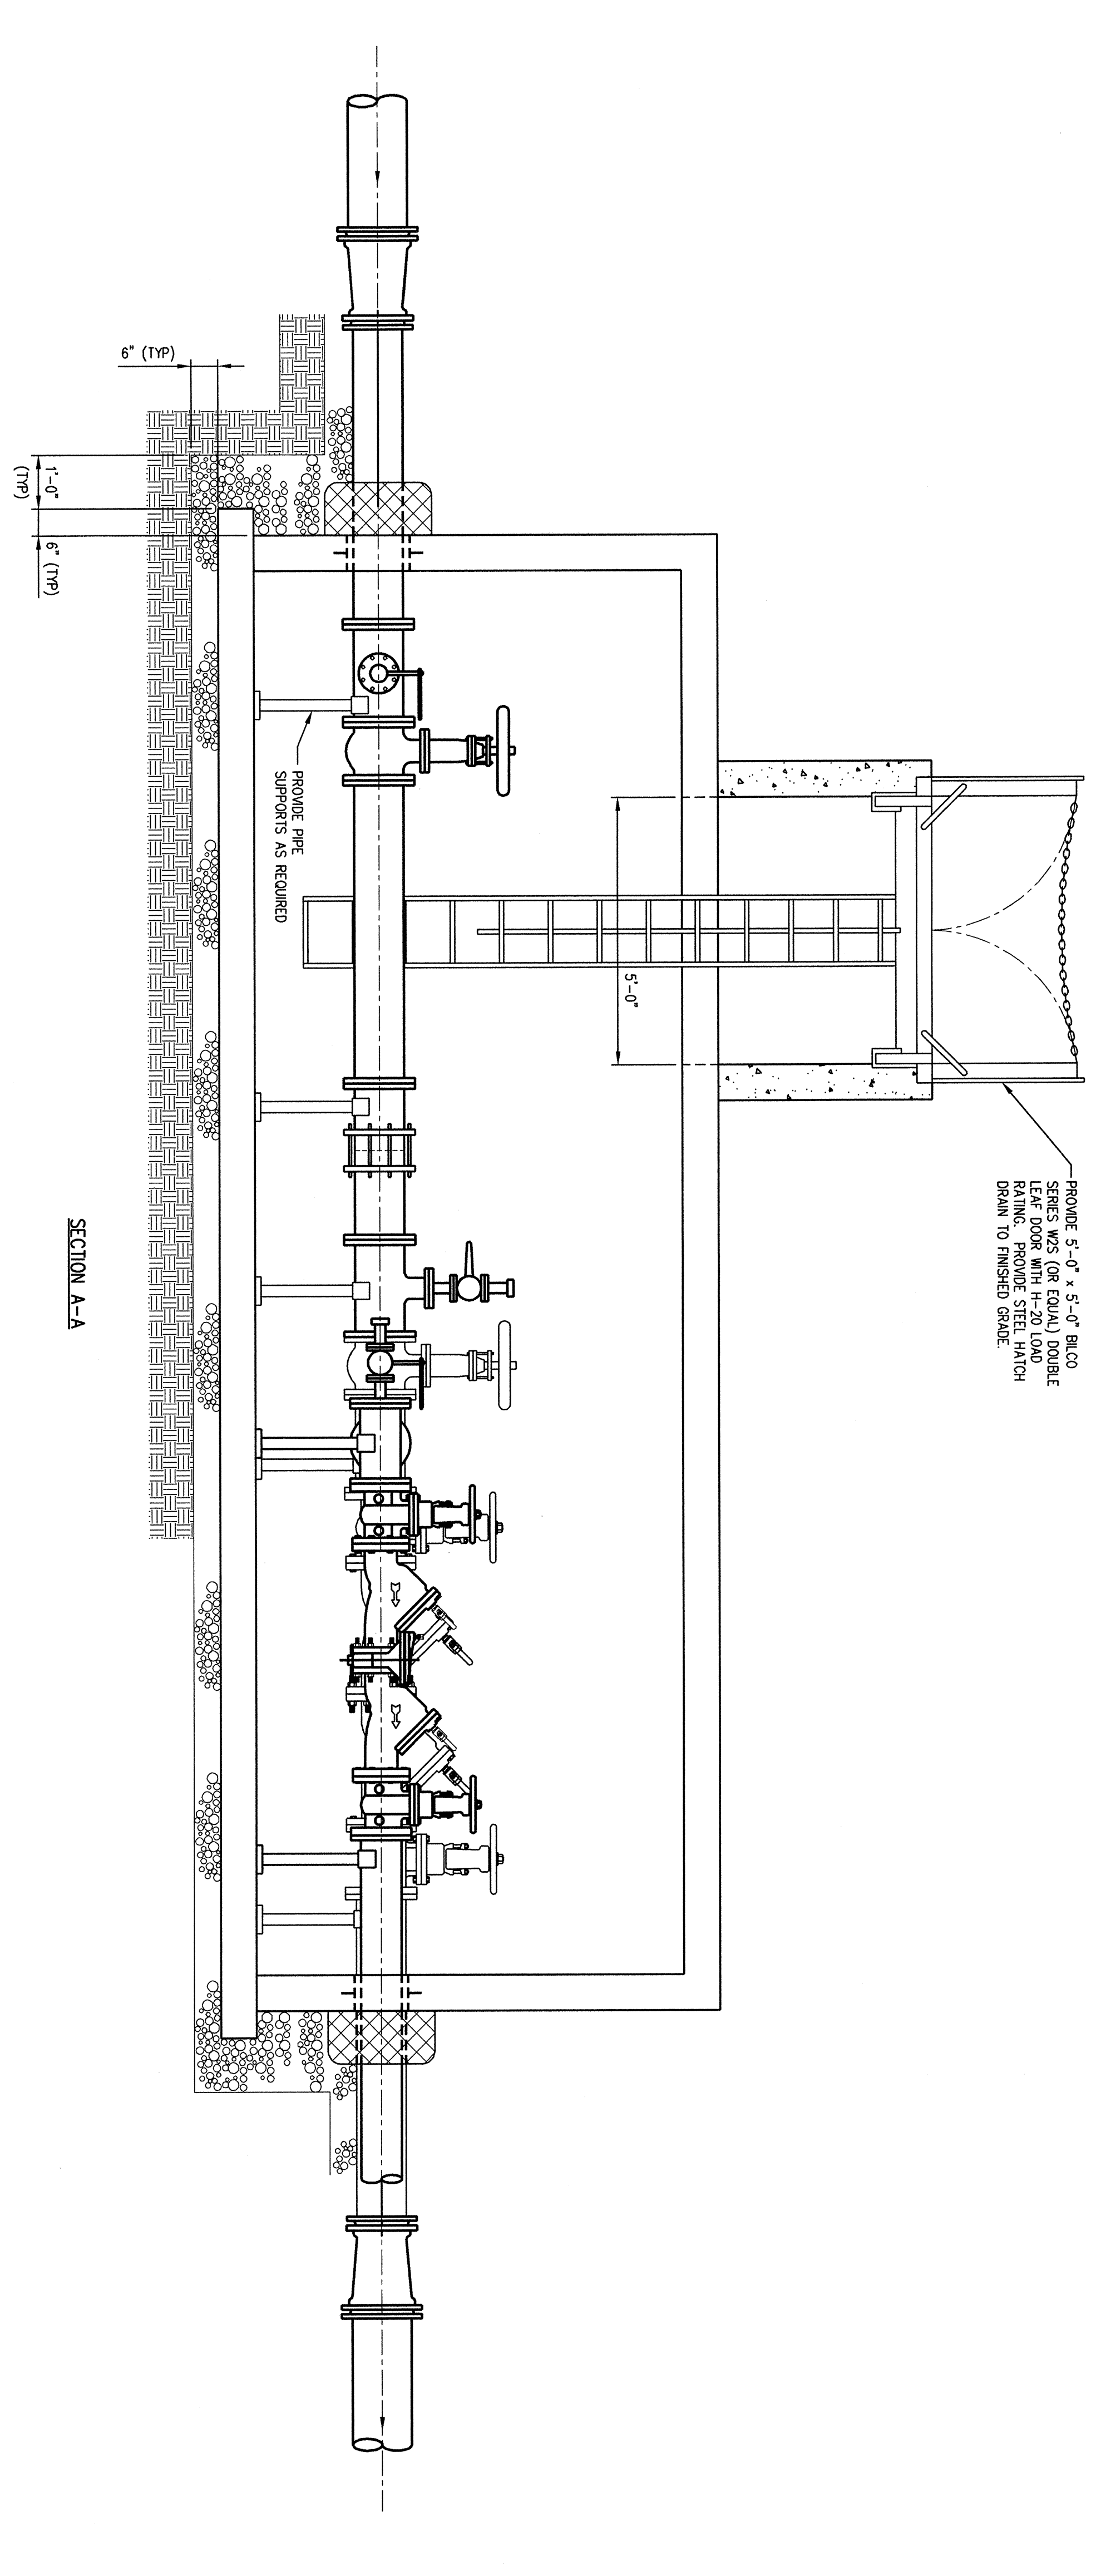 PROVIDE 5'-0" x 5'-0" BILCO
SERIES W2S (OR EQUAL) DOUBLE
LEAF DOOR WITH H-20 LOAD
RATING. PROVIDE STEEL HATCH
DRAIN TO FINISHED GRADE.
5'-0"
PROVIDE PIPE
SUPPORTS AS REQUIRED
6" (TYP)
1'-0"
(TYP)
6" (TYP)
SECTION A-A